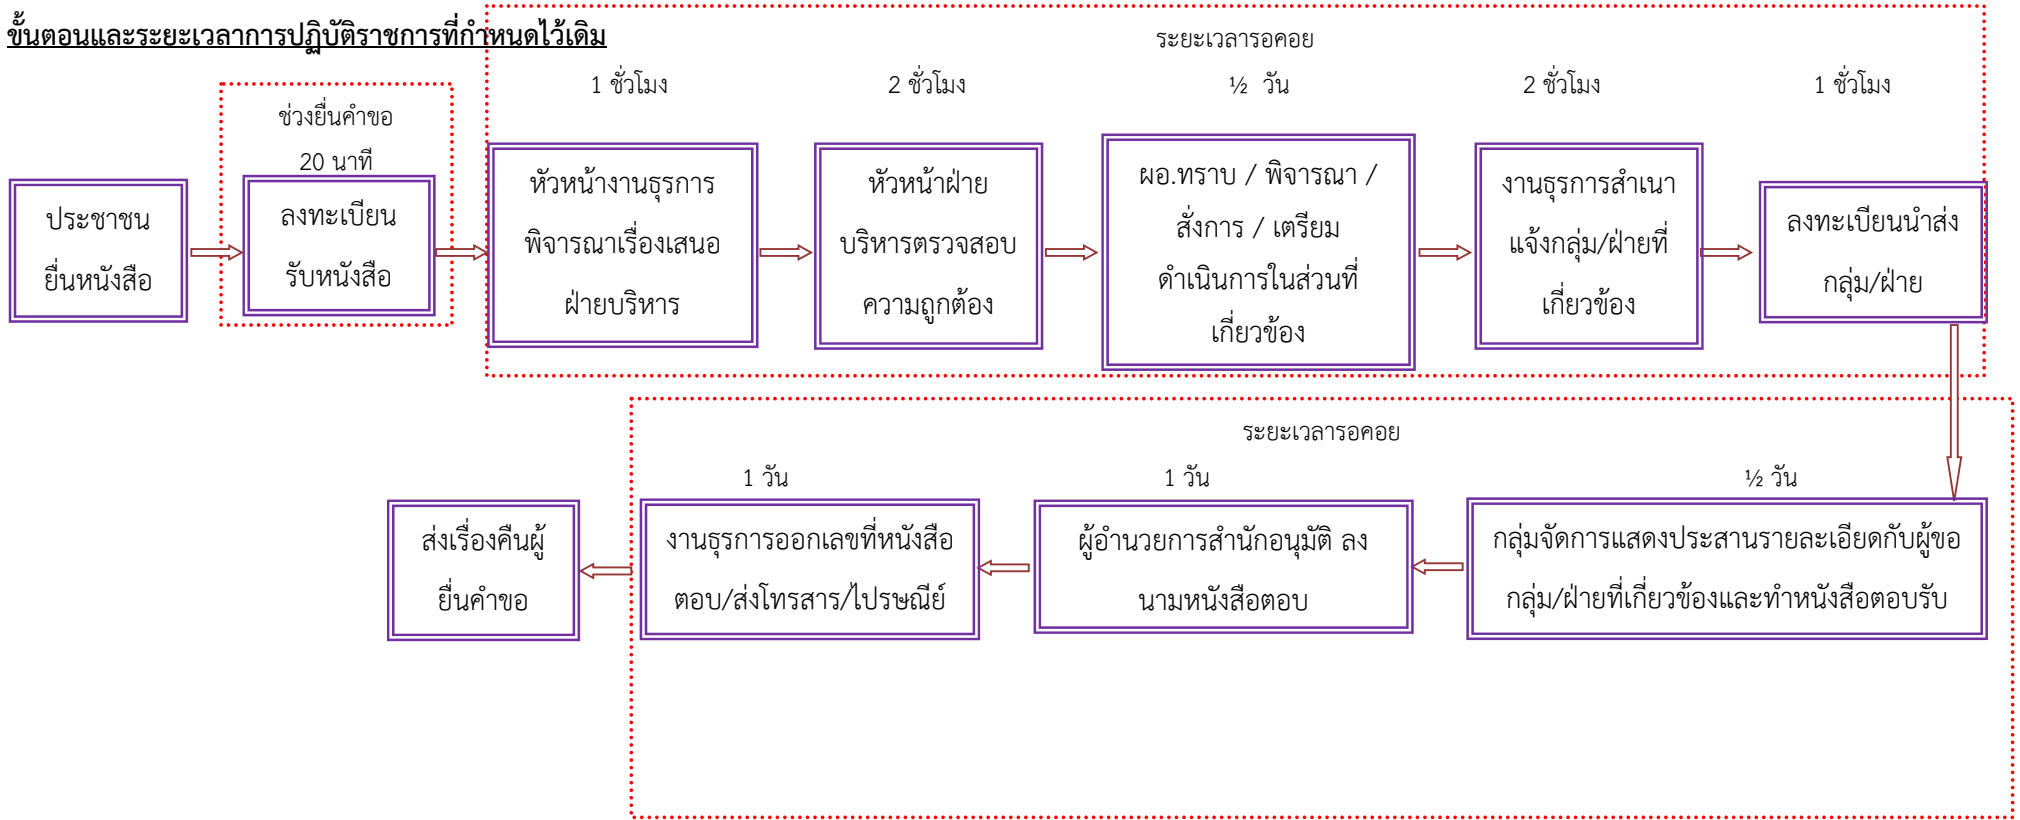 ขั้นตอนและระยะเวลาการปฏิบัติราชการที่กำหนดไว้เดิม
ระยะเวลารอคอย
1 ชั่วโมง
2 ชั่วโมง
½ วัน
2 ชั่วโมง
1 ชั่วโมง
ช่วงยื่นคำขอ
20 นาที
ประชาชน
ยื่นหนังสือ
ลงทะเบียน
รับหนังสือ
หัวหน้างานธุรการ
พิจารณาเรื่องเสนอ
ฝ่ายบริหาร
หัวหน้าฝ่าย
บริหารตรวจสอบ
ความถูกต้อง
ผอ.ทราบ / พิจารณา /
สั่งการ / เตรียม
ดำเนินการในส่วนที่
เกี่ยวข้อง
งานธุรการสำเนา
แจ้งกลุ่ม/ฝ่ายที่
เกี่ยวข้อง
ลงทะเบียนนำส่ง
กลุ่ม/ฝ่าย
ระยะเวลารอคอย
1 วัน
1 วัน
½ วัน
ส่งเรื่องคืนผู้
ยื่นคำขอ
งานธุรการออกเลขที่หนังสือ
ตอบ/ส่งโทรสาร/ไปรษณีย์
ผู้อำนวยการสำนักอนุมัติ ลง
นามหนังสือตอบ
กลุ่มจัดการแสดงประสานรายละเอียดกับผู้ขอ
กลุ่ม/ฝ่ายที่เกี่ยวข้องและทำหนังสือตอบรับ